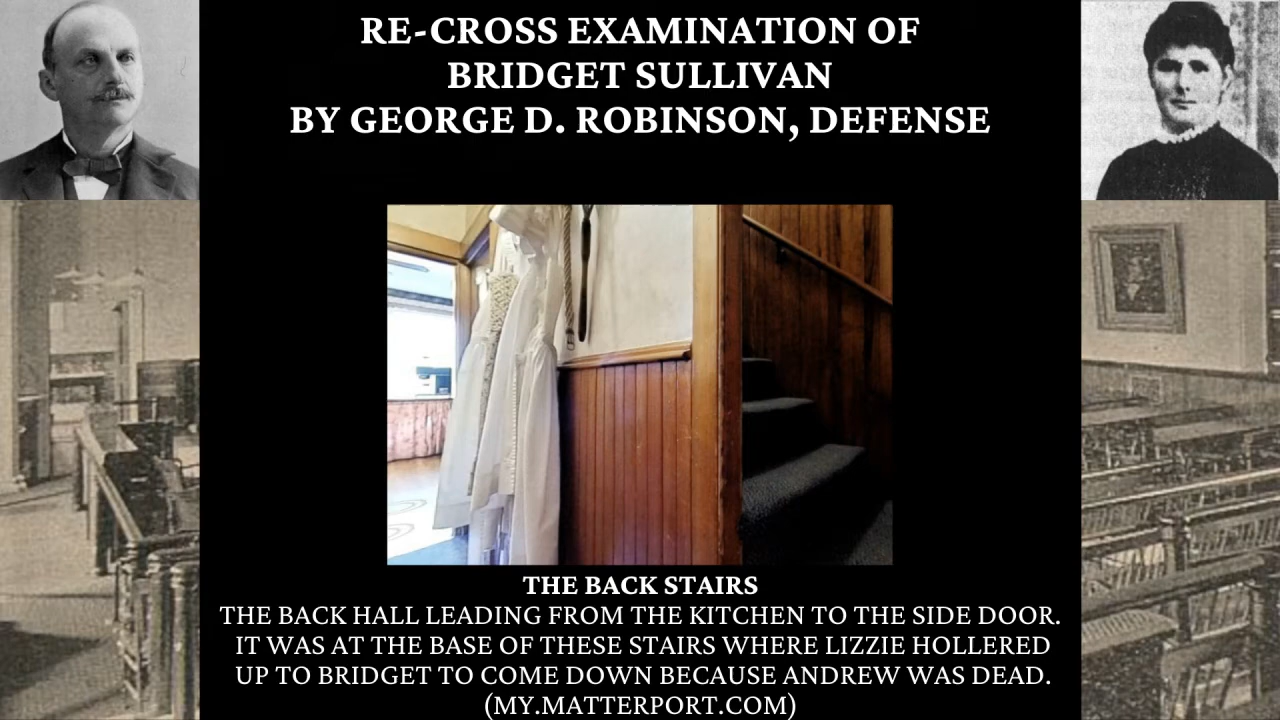 RE-CROSS EXAMINATION OF
BRIDGET SULLIVAN
BY GEORGE D. ROBINSON, DEFENSE
THE BACK STAIRS
THE BACK HALL LEADING FROM THE KITCHEN TO THE SIDE DOOR.
IT WAS AT THE BASE OF THESE STAIRS WHERE LIZZIE HOLLERED
UP TO BRIDGET TO COME DOWN BECAUSE ANDREW WAS DEAD.
(MY.MATTERPORT.COM)